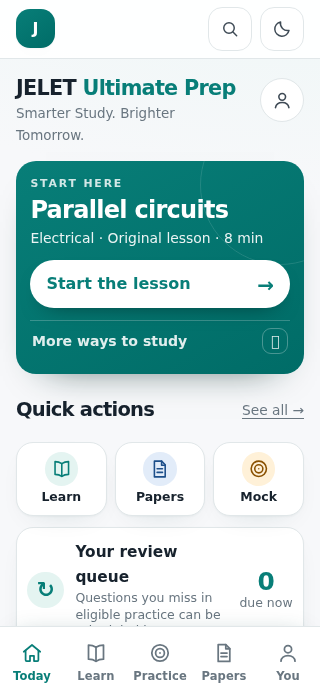 J
JELET Ultimate Prep
Smarter Study. Brighter
Tomorrow.
START HERE
Parallel circuits
Electrical · Original lesson · 8 min
Start the lesson →
More ways to study
Quick actions
See all →
Learn
Papers
Mock
Your review
queue
Questions you miss in
eligible practice can be
0
due now
Today
Learn
Practice
Papers
You